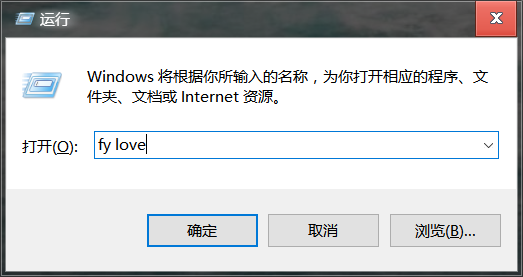 运行
Windows 将根据你所输入的名称，为你打开相应的程序、文
件夹、文档或 Internet 资源。
打开(O): fy love
确定 取消 浏览(B)...